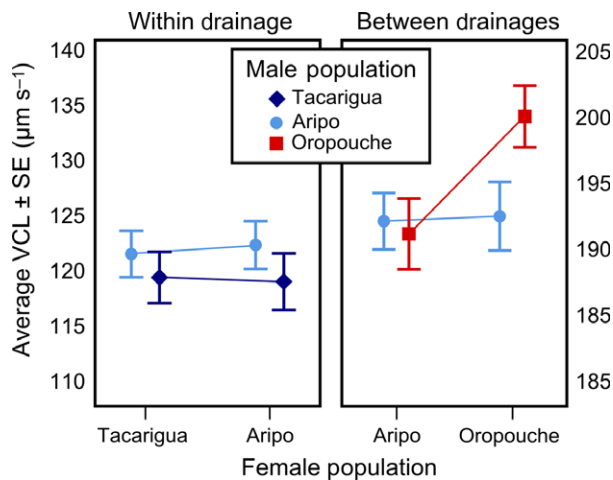 Within drainage
Between drainages
Average VCL ± SE (µm s⁻¹)
140
135
130
125
120
115
110
Male population
Tacarigua
Aripo
Oropouche
205
200
195
190
185
Tacarigua
Aripo
Aripo
Oropouche
Female population